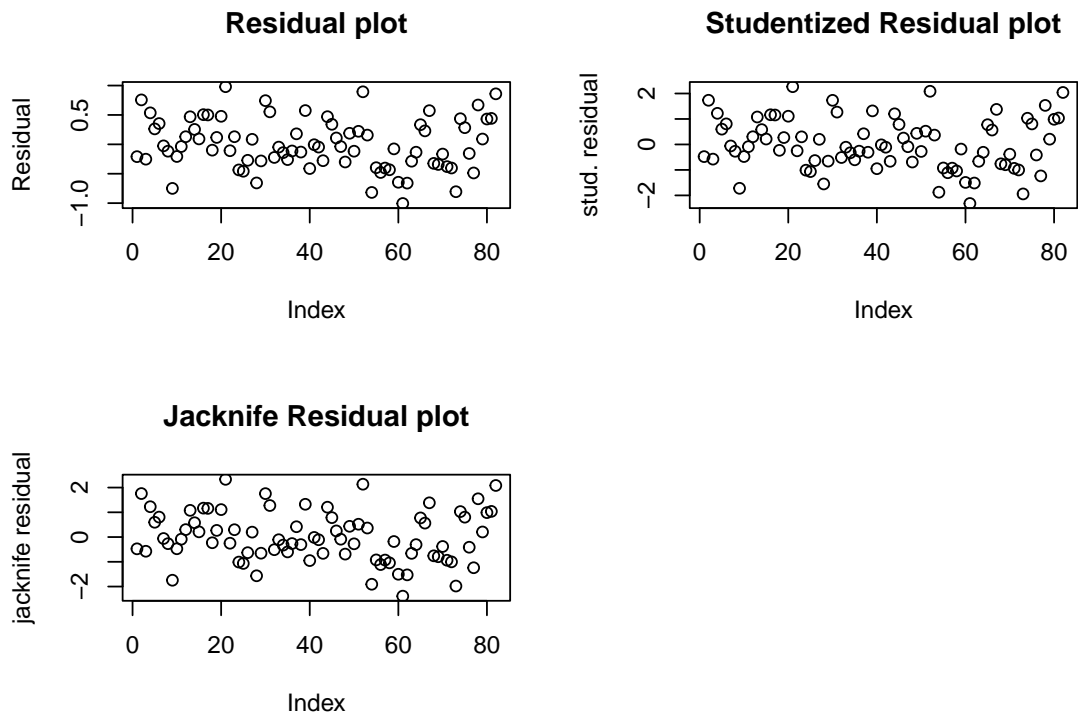 Residual plot
Residual
0.5
−1.0
0 20 40 60 80
Index
Studentized Residual plot
stud. residual
2
0
−2
0 20 40 60 80
Index
Jacknife Residual plot
jacknife residual
2
0
−2
0 20 40 60 80
Index